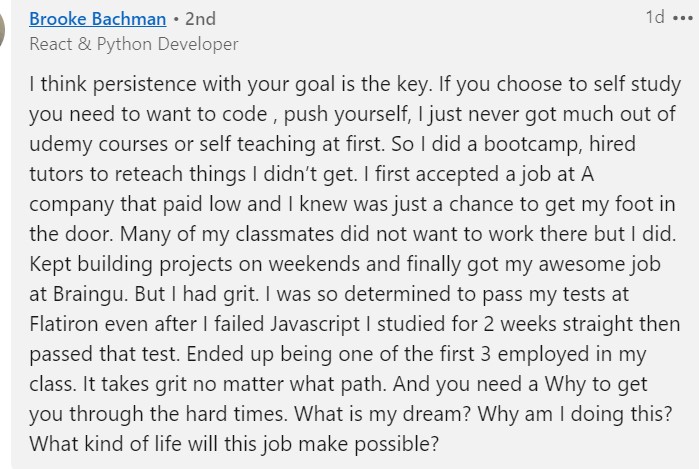 Brooke Bachman • 2nd
1d •••
React & Python Developer
I think persistence with your goal is the key. If you choose to self study
you need to want to code , push yourself, I just never got much out of
udemy courses or self teaching at first. So I did a bootcamp, hired
tutors to reteach things I didn’t get. I first accepted a job at A
company that paid low and I knew was just a chance to get my foot in
the door. Many of my classmates did not want to work there but I did.
Kept building projects on weekends and finally got my awesome job
at Braingu. But I had grit. I was so determined to pass my tests at
Flatiron even after I failed Javascript I studied for 2 weeks straight then
passed that test. Ended up being one of the first 3 employed in my
class. It takes grit no matter what path. And you need a Why to get
you through the hard times. What is my dream? Why am I doing this?
What kind of life will this job make possible?